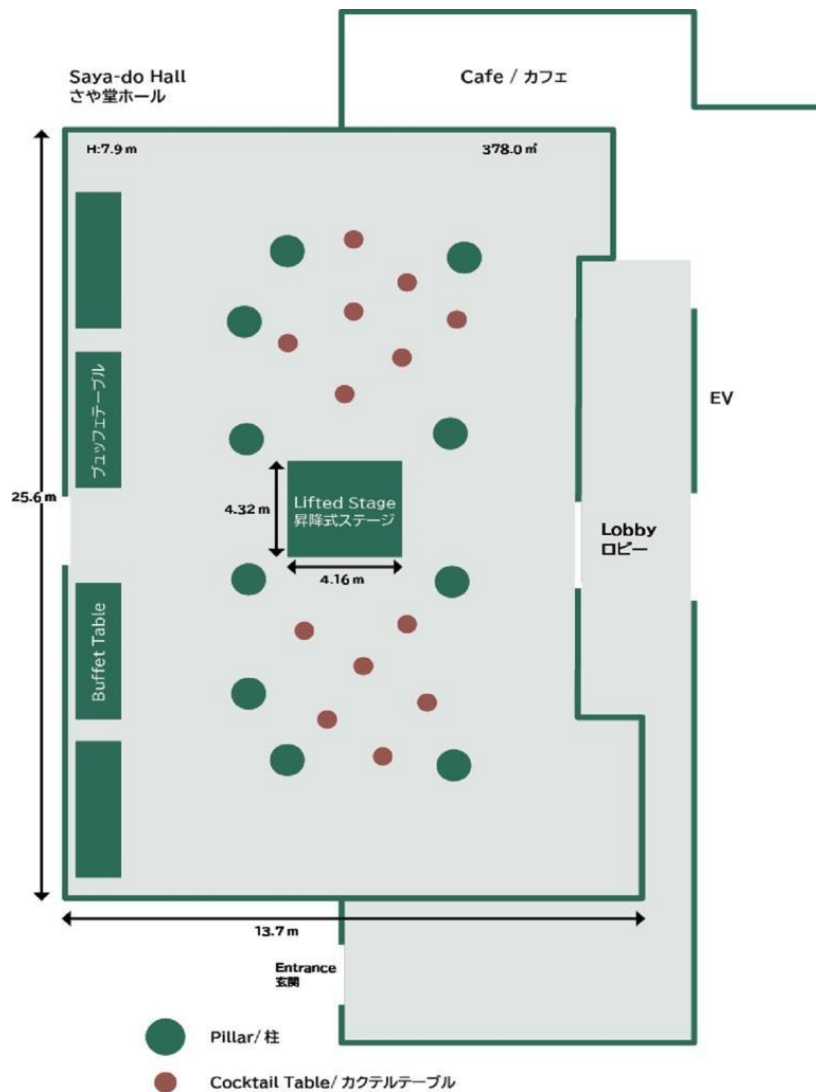 Saya-do Hall
さや堂ホール
Cafe / カフェ
H:7.9 m
378.0 ㎡
ブュッフェテーブル
EV
25.6 m
4.32 m
Lifted Stage
昇降式ステージ
4.16 m
Lobby
ロビー
Buffet Table
13.7 m
Entrance
玄関
Pillar/柱
Cocktail Table/カクテルテーブル